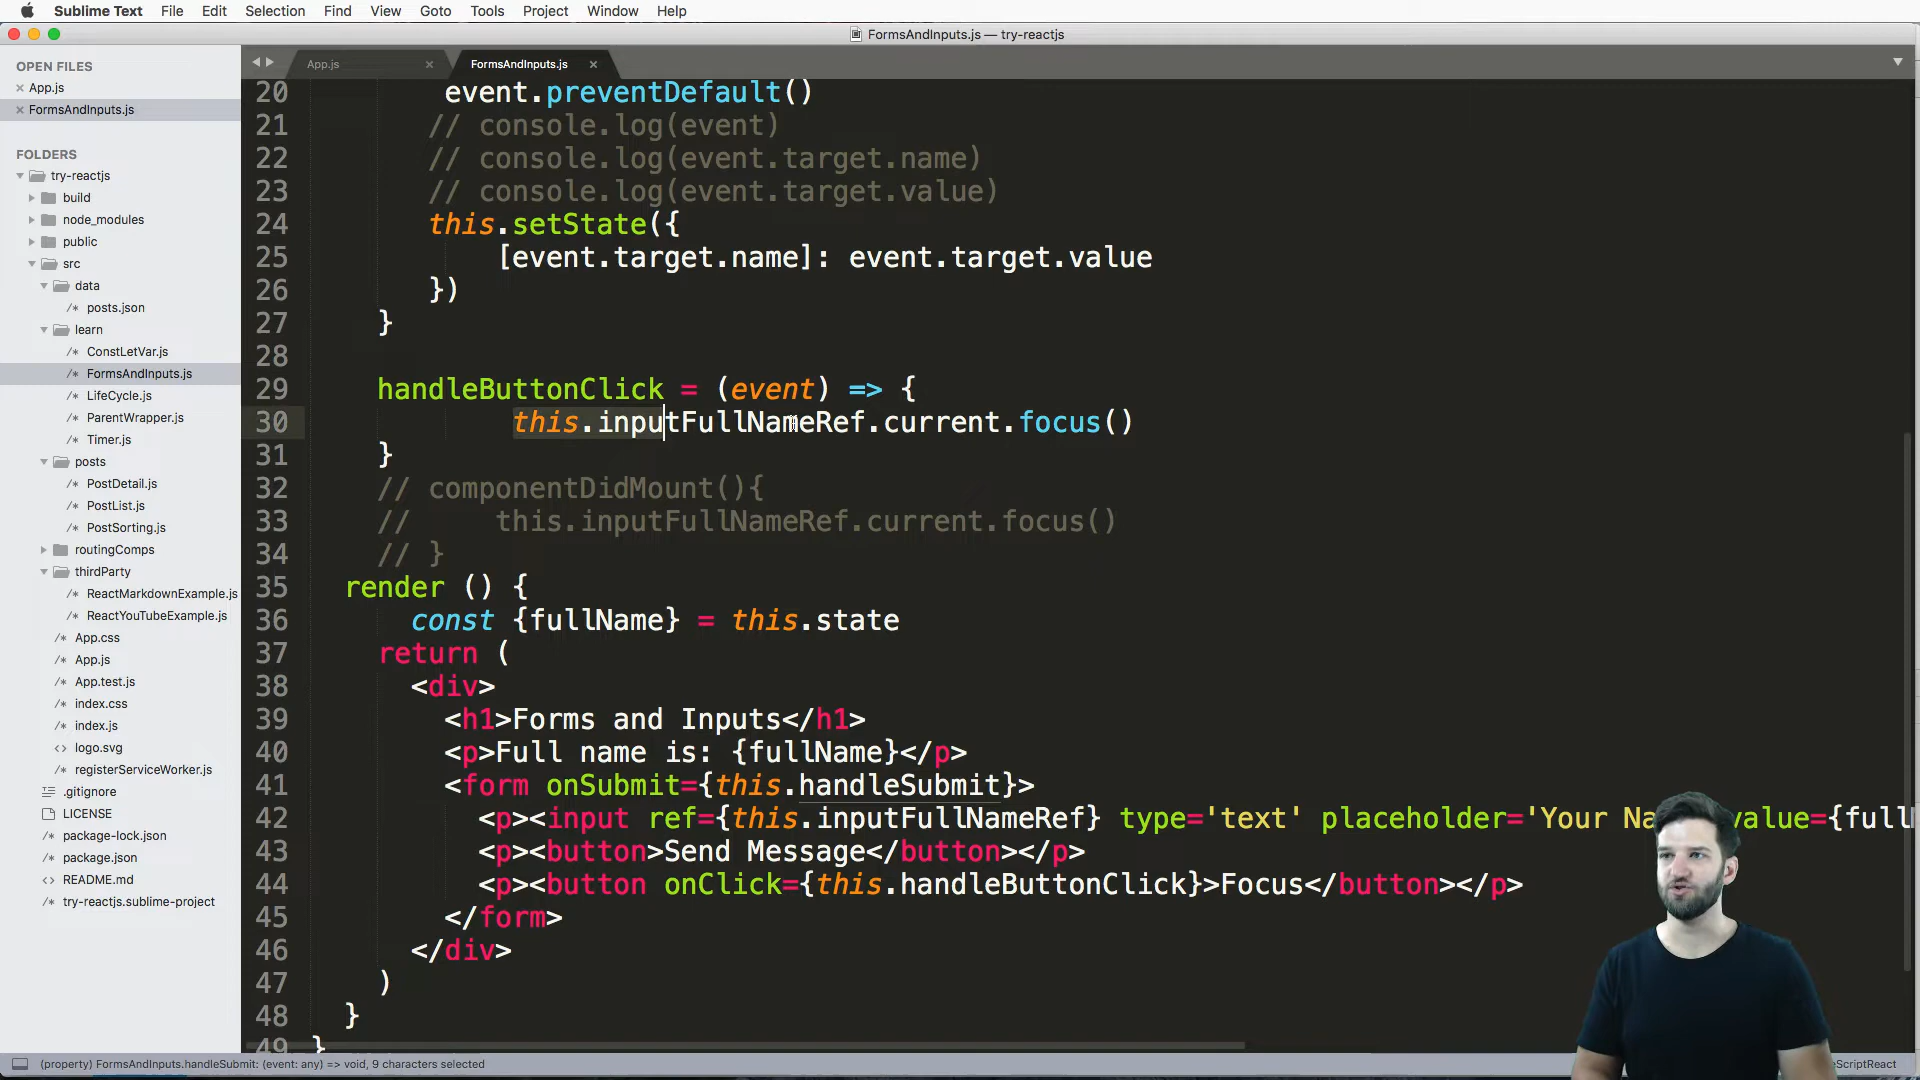 Sublime Text File Edit Selection Find View Goto Tools Project Window Help
FormsAndInputs.js — try-reactjs
OPEN FILES
App.js
FormsAndInputs.js
FOLDERS
try-reactjs
build
node_modules
public
src
data
posts.json
learn
ConstLetVar.js
FormsAndInputs.js
LifeCycle.js
ParentWrapper.js
Timer.js
posts
PostDetail.js
PostList.js
PostSorting.js
routingComps
thirdParty
ReactMarkdownExample.js
ReactYouTubeExample.js
App.css
App.js
App.test.js
index.css
index.js
logo.svg
registerServiceWorker.js
.gitignore
LICENSE
package-lock.json
package.json
README.md
try-reactjs.sublime-project
App.js FormsAndInputs.js
20 event.preventDefault()
21 // console.log(event)
22 // console.log(event.target.name)
23 // console.log(event.target.value)
24 this.setState({
25 [event.target.name]: event.target.value
26 })
27 }
28
29 handleButtonClick = (event) => {
30 this.inputFullNameRef.current.focus()
31 }
32 // componentDidMount(){
33 // this.inputFullNameRef.current.focus()
34 // }
35 render () {
36 const {fullName} = this.state
37 return (
38 <div>
39 <h1>Forms and Inputs</h1>
40 <p>Full name is: {fullName}</p>
41 <form onSubmit={this.handleSubmit}>
42 <p><input ref={this.inputFullNameRef} type='text' placeholder='Your Na value={full
43 <p><button>Send Message</button></p>
44 <p><button onClick={this.handleButtonClick}>Focus</button></p>
45 </form>
46 </div>
47 )
48 }
49 }
(property) FormsAndInputs.handleSubmit: (event: any) => void, 9 characters selected
eScriptReact